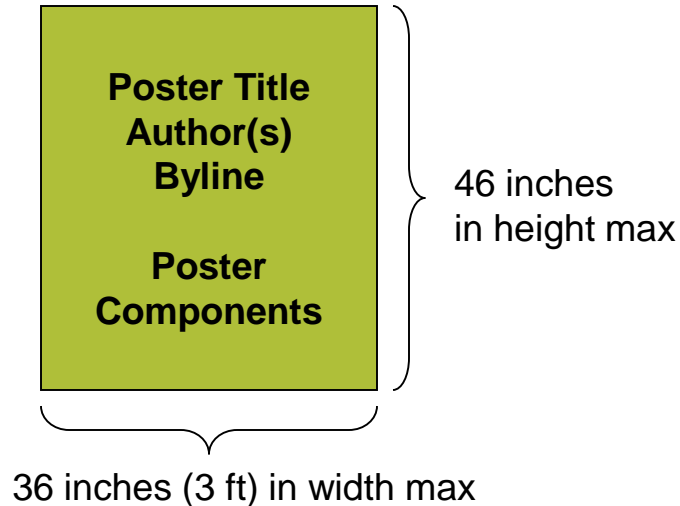 Poster Title
Author(s)
Byline
Poster
Components
46 inches
in height max
36 inches (3 ft) in width max